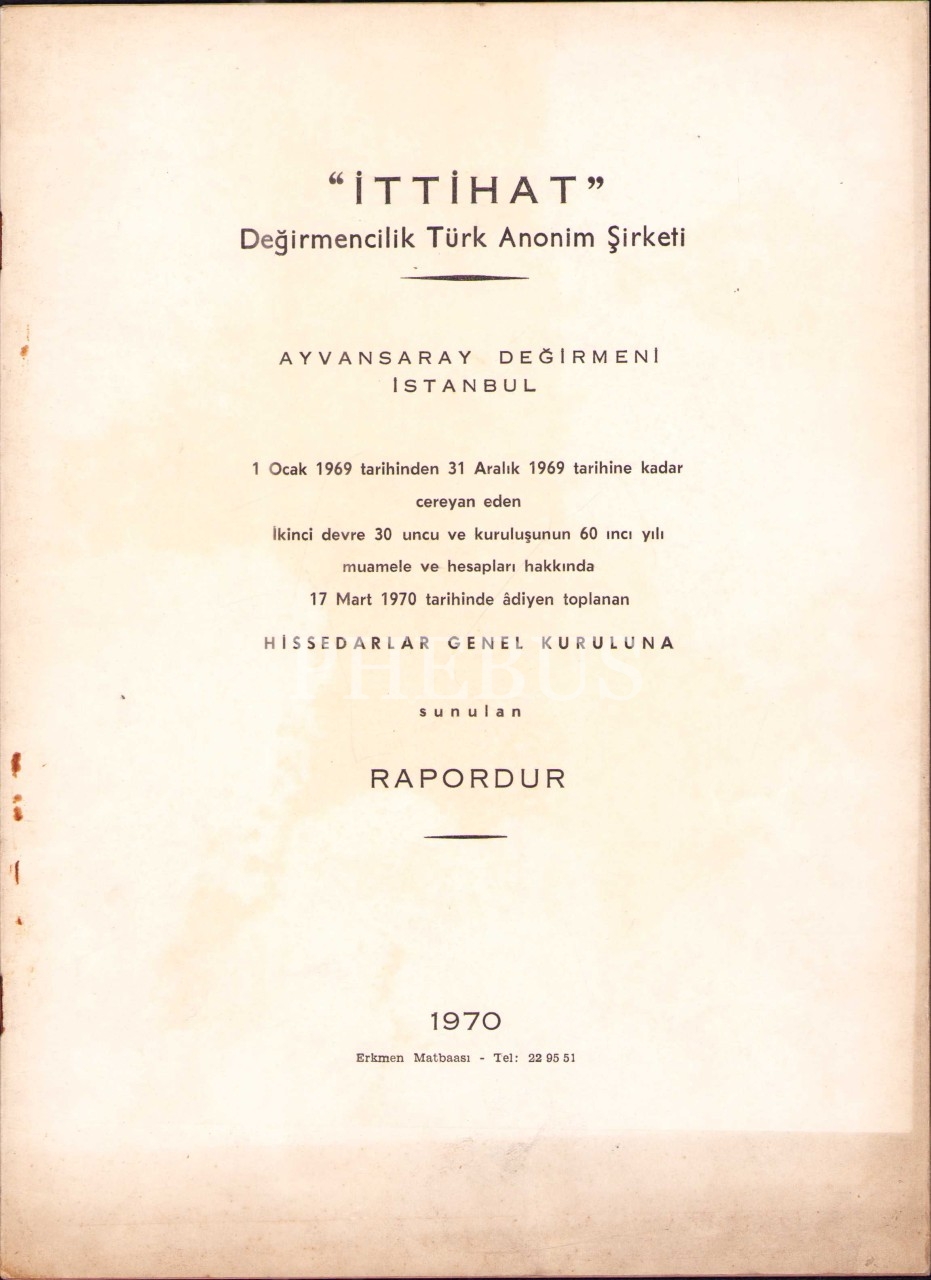 “İTTİHAT”
Değirmencilik Türk Anonim Şirketi
AYVANSARAY DEĞİRMENİ
İSTANBUL
1 Ocak 1969 tarihinden 31 Aralık 1969 tarihine kadar
cereyan eden
İkinci devre 30 uncu ve kuruluşunun 60 ıncı yılı
muamele ve hesapları hakkında
17 Mart 1970 tarihinde âdiyen toplanan
HİSSEDARLAR GENEL KURULUNA
PHEBUS
sunulan
RAPORDUR
1970
Erkmen Matbaası - Tel: 22 95 51